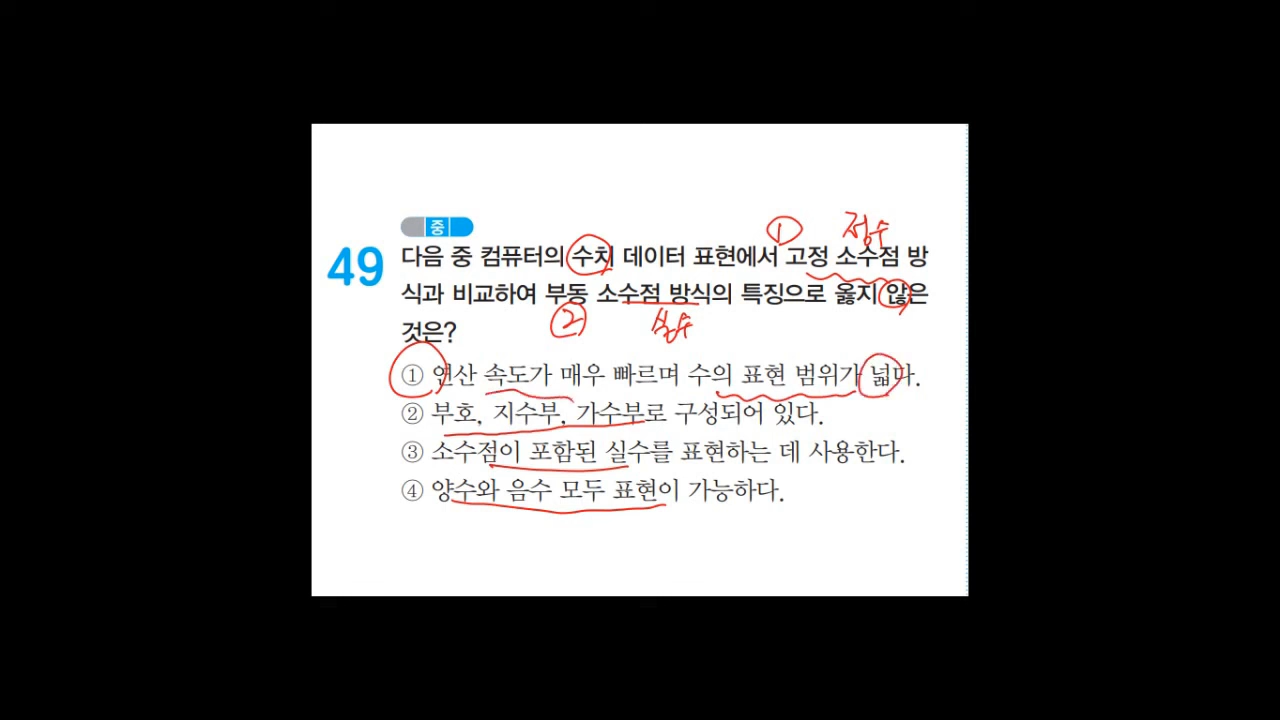 중
① 정수
49 다음 중 컴퓨터의 수치 데이터 표현에서 고정 소수점 방
식과 비교하여 부동 소수점 방식의 특징으로 옳지 않은
② 실수
것은?
① 연산 속도가 매우 빠르며 수의 표현 범위가 넓다.
② 부호, 지수부, 가수부로 구성되어 있다.
③ 소수점이 포함된 실수를 표현하는 데 사용한다.
④ 양수와 음수 모두 표현이 가능하다.